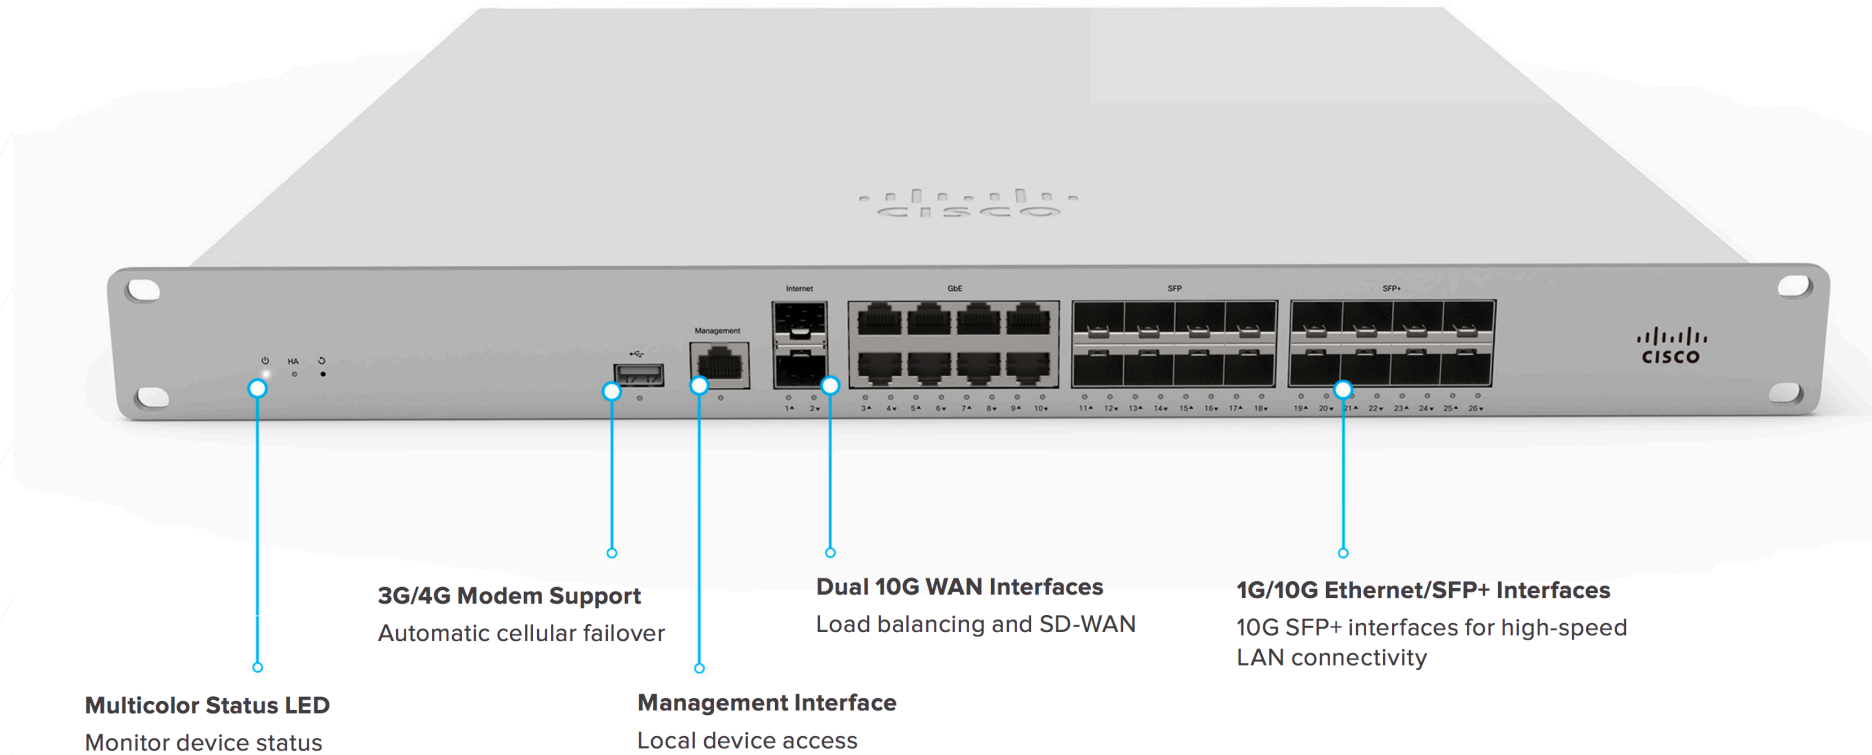 CISCO
Internet
GbE
SFP
SFP+
Management
HA
CISCO
1 2 3 4 5 6 7 8 9 10 11 12 13 14 15 16 17 18 19 20 21 22 23 24 25 26
3G/4G Modem Support
Automatic cellular failover
Dual 10G WAN Interfaces
Load balancing and SD-WAN
1G/10G Ethernet/SFP+ Interfaces
10G SFP+ interfaces for high-speed
LAN connectivity
Multicolor Status LED
Monitor device status
Management Interface
Local device access